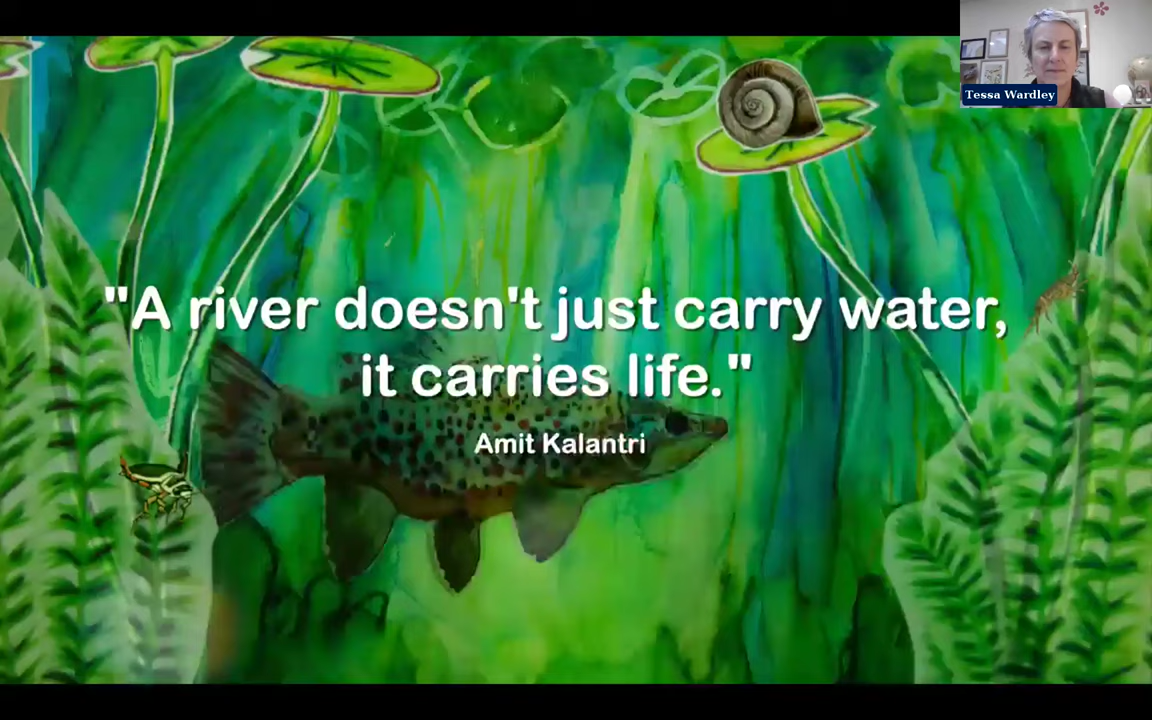 Tessa Wardley
"A river doesn't just carry water,
it carries life."
Amit Kalantri